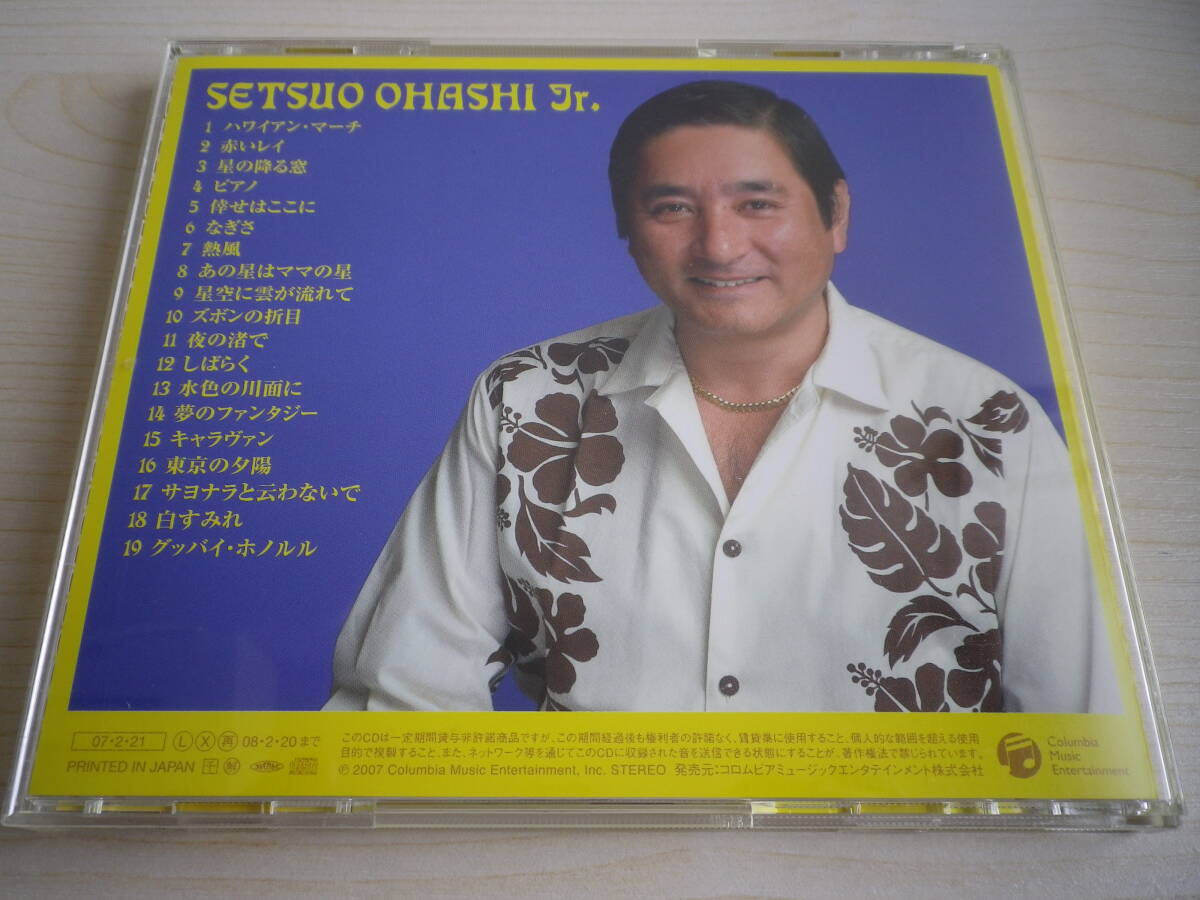 SETSUO OHASHI Jr.
1 ハワイアン・マーチ
2 赤いレイ
3 星の降る窓
4 ピアノ
5 倖せはここに
6 なぎさ
7 熱風
8 あの星はママの星
9 星空に雲が流れて
10 ズボンの折目
11 夜の渚で
12 しばらく
13 水色の川面に
14 夢のファンタジー
15 キャラヴァン
16 東京の夕陽
17 サヨナラと云わないで
18 白すみれ
19 グッバイ・ホノルル
07・2・21 L X 再 08・2・20 まで
PRINTED IN JAPAN
このCDは一定期間貸与非許諾商品ですが、この期間経過後も権利者の許諾なく、賃貸業に使用すること、個人的な範囲を超える使用
目的で複製すること、また、ネットワーク等を通じてこのCDに収録された音を送信できる状態にすることが、著作権法で禁じられています。
℗ 2007 Columbia Music Entertainment, Inc. STEREO 発売元:コロムビアミュージックエンタテインメント株式会社
Columbia
Music
Entertainment